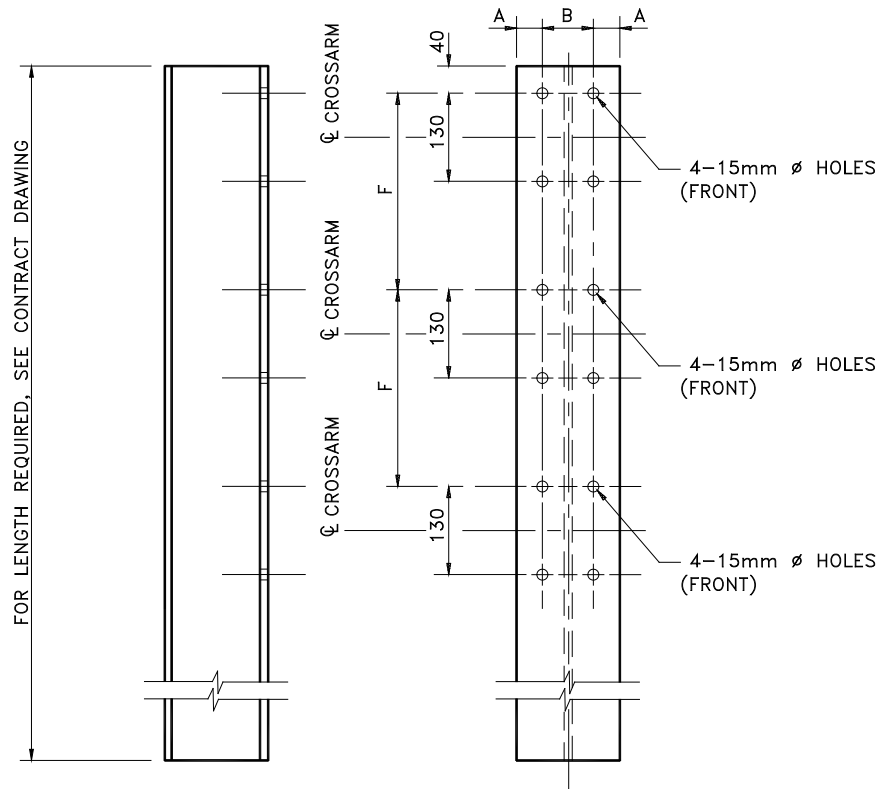 A B A
40
℄ CROSSARM
130
F
4-15mm ø HOLES
(FRONT)
FOR LENGTH REQUIRED, SEE CONTRACT DRAWING
℄ CROSSARM
130
F
4-15mm ø HOLES
(FRONT)
℄ CROSSARM
130
4-15mm ø HOLES
(FRONT)